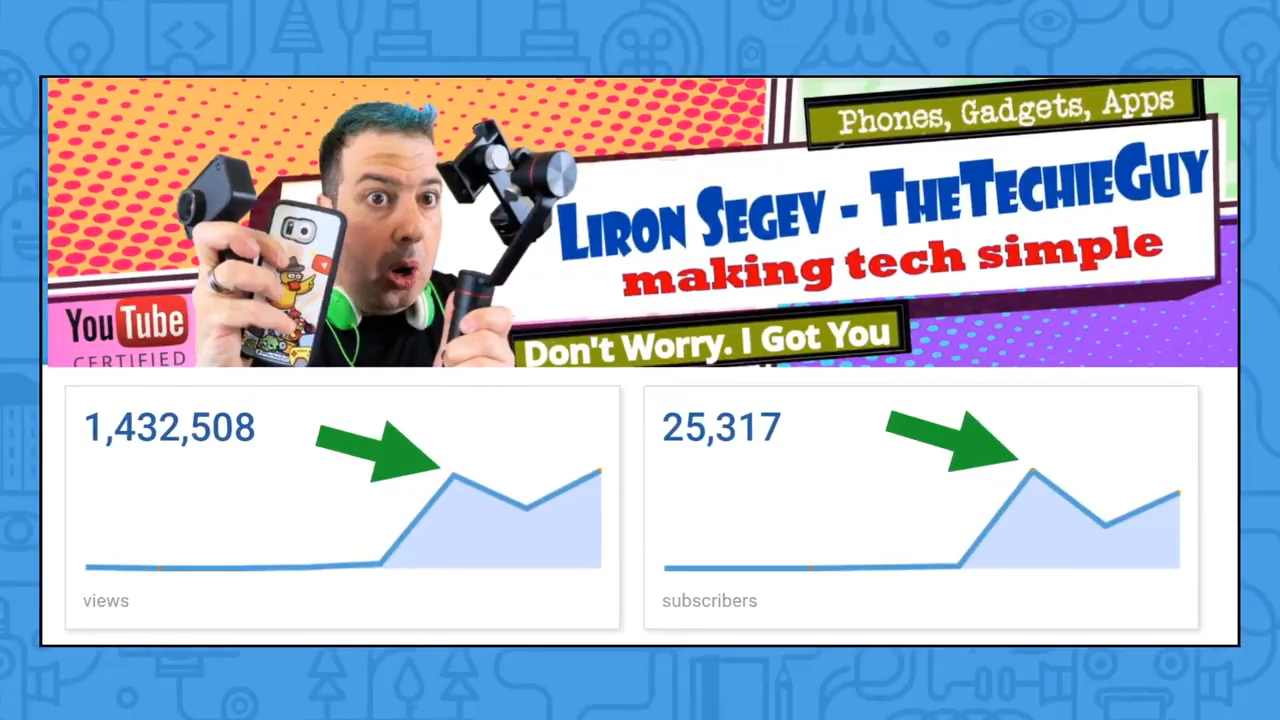 Phones, Gadgets, Apps
LIRON SEGEV - THETECHIEGUY
making tech simple
YouTube
CERTIFIED
Don't Worry. I Got You
1,432,508
25,317
views
subscribers